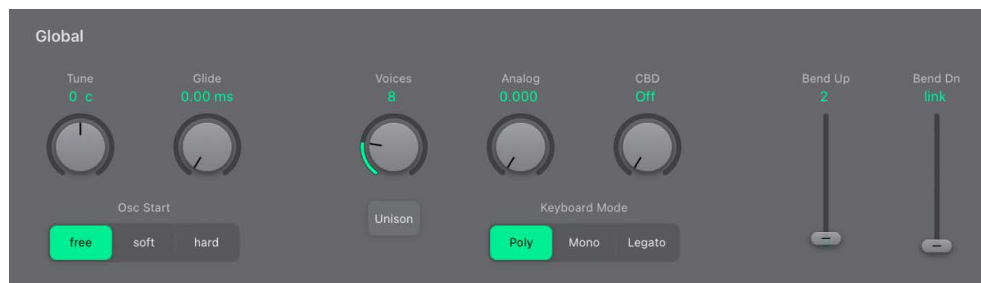 Global
Tune Glide Voices Analog CBD Bend Up Bend Dn
0 c 0.00 ms 8 0.000 Off 2 link
Osc Start Keyboard Mode
Unison
free soft hard Poly Mono Legato